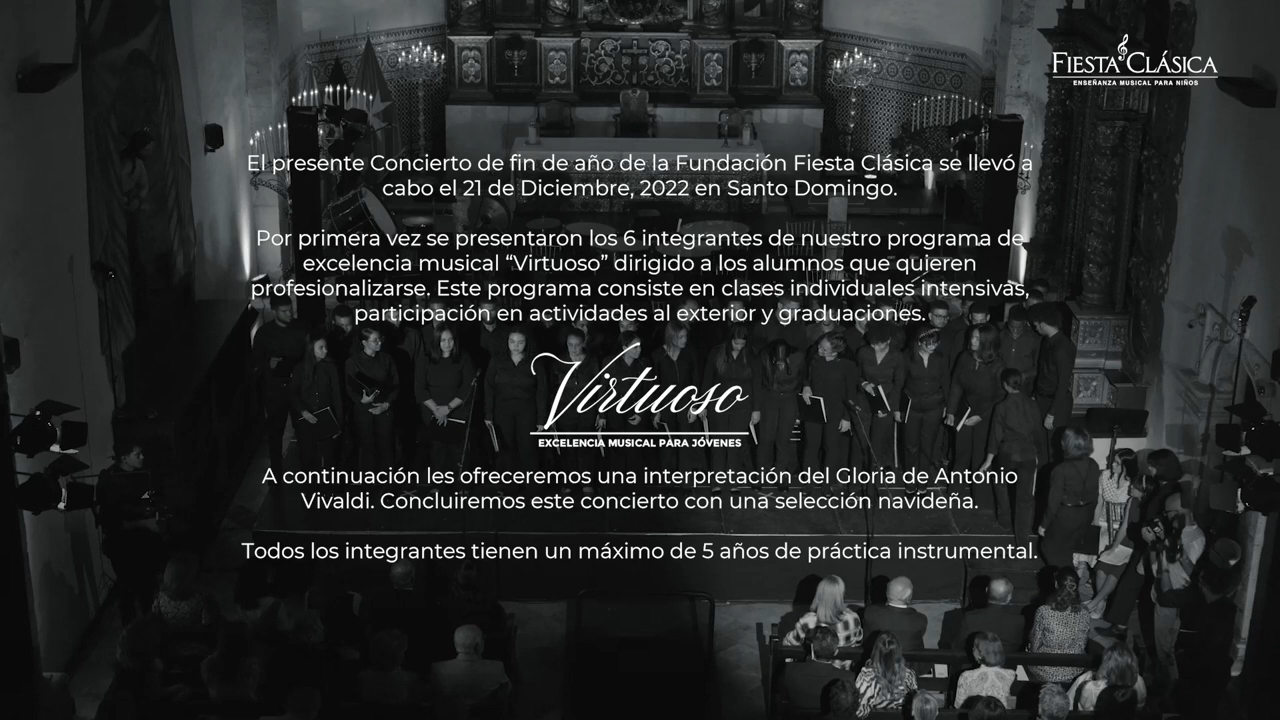 FIESTA CLÁSICA
ENSEÑANZA MUSICAL PARA NIÑOS
El presente Concierto de fin de año de la Fundación Fiesta Clásica se llevó a
cabo el 21 de Diciembre, 2022 en Santo Domingo.
Por primera vez se presentaron los 6 integrantes de nuestro programa de
excelencia musical “Virtuoso” dirigido a los alumnos que quieren
profesionalizarse. Este programa consiste en clases individuales intensivas,
participación en actividades al exterior y graduaciones.
Virtuoso
EXCELENCIA MUSICAL PARA JÓVENES
A continuación les ofreceremos una interpretación del Gloria de Antonio
Vivaldi. Concluiremos este concierto con una selección navideña.
Todos los integrantes tienen un máximo de 5 años de práctica instrumental.